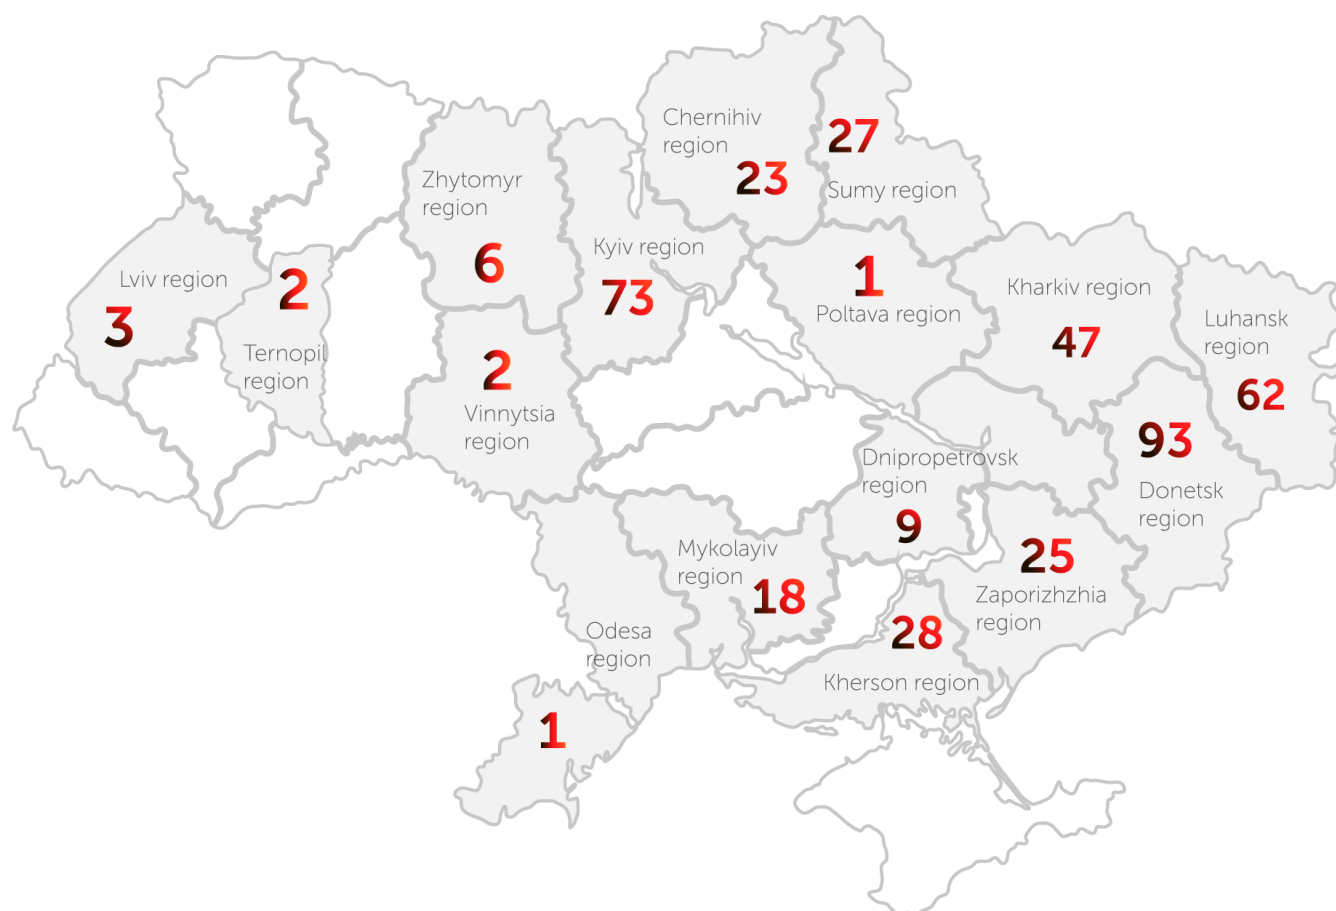 Chernihiv
region
23
27
Sumy region
Zhytomyr
region
6
Kyiv region
73
Lviv region
3
2
Ternopil
region
1
Poltava region
Kharkiv region
47
Luhansk
region
62
2
Vinnytsia
region
93
Donetsk
region
Dnipropetrovsk
region
9
Mykolayiv
region
18
25
Zaporizhzhia
region
Odesa
region
1
28
Kherson region